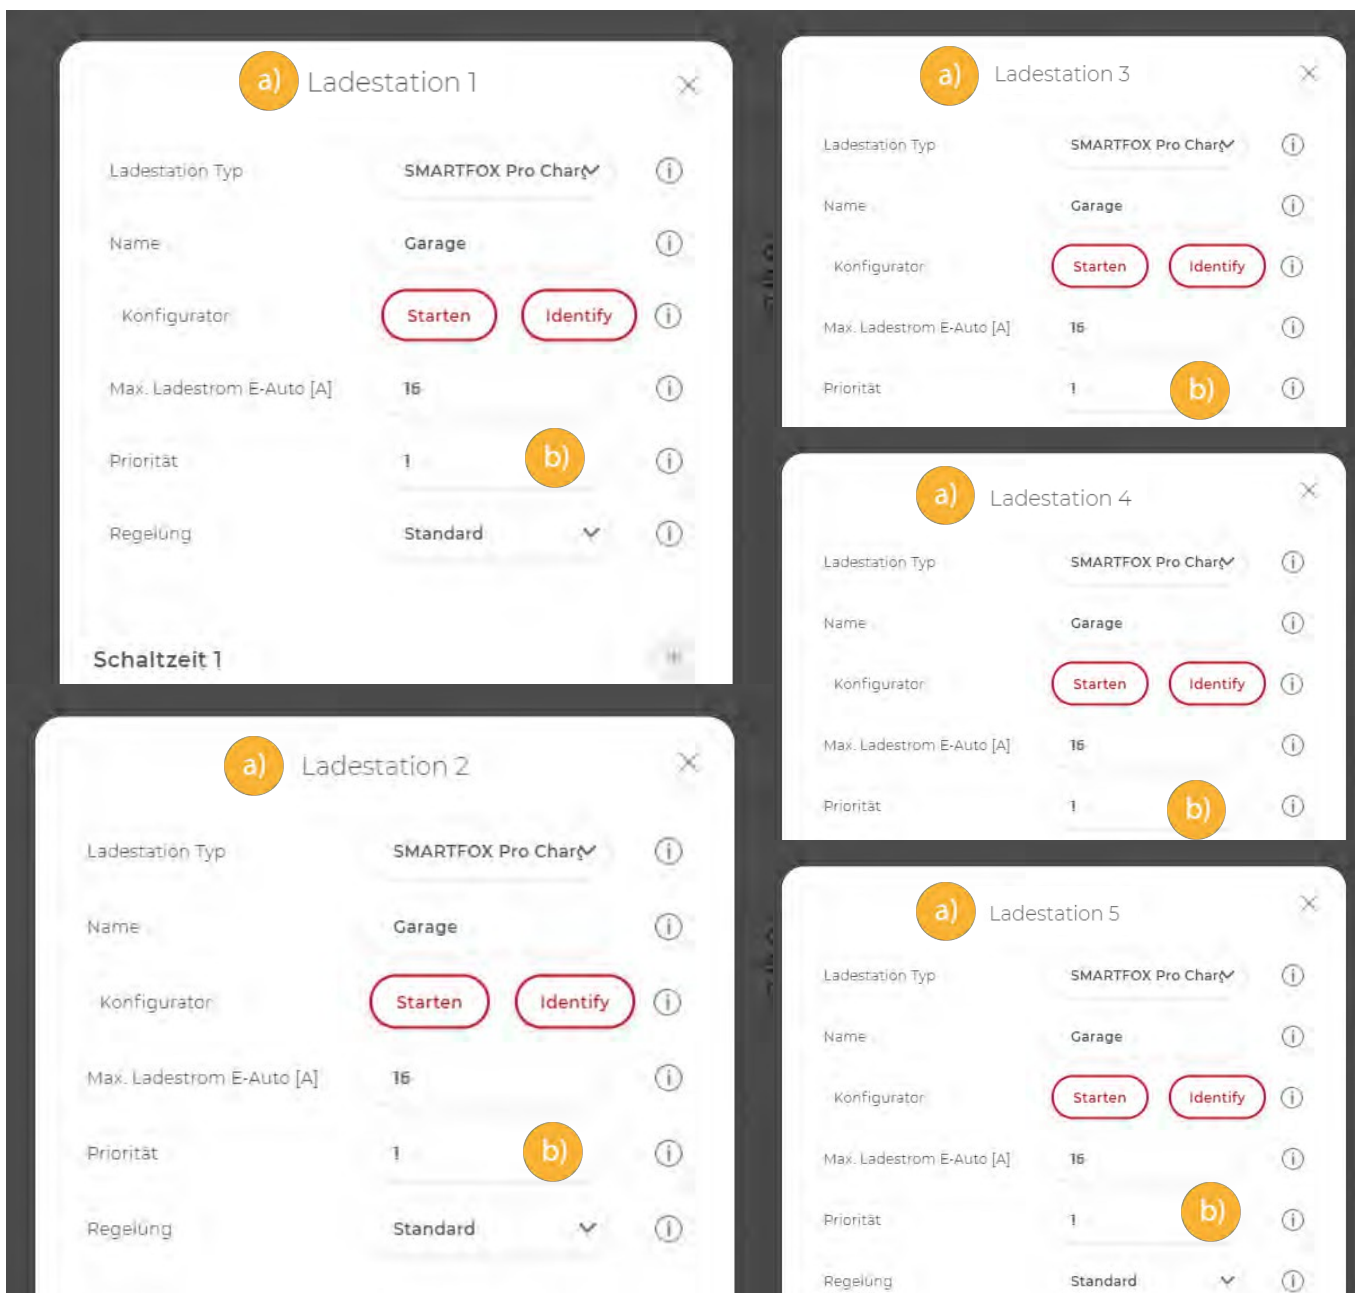 a) Ladestation 1
Ladestation Typ SMARTFOX Pro Charg
Name Garage
Konfigurator Starten Identify
Max. Ladestrom E-Auto [A] 16
Priorität 1 b)
Regelung Standard
Schaltzeit 1
a) Ladestation 2
Ladestation Typ SMARTFOX Pro Charg
Name Garage
Konfigurator Starten Identify
Max. Ladestrom E-Auto [A] 16
Priorität 1 b)
Regelung Standard
a) Ladestation 3
Ladestation Typ SMARTFOX Pro Charg
Name Garage
Konfigurator Starten Identify
Max. Ladestrom E-Auto [A] 16
Priorität 1 b)
a) Ladestation 4
Ladestation Typ SMARTFOX Pro Charg
Name Garage
Konfigurator Starten Identify
Max. Ladestrom E-Auto [A] 16
Priorität 1 b)
a) Ladestation 5
Ladestation Typ SMARTFOX Pro Charg
Name Garage
Konfigurator Starten Identify
Max. Ladestrom E-Auto [A] 16
Priorität 1 b)
Regelung Standard